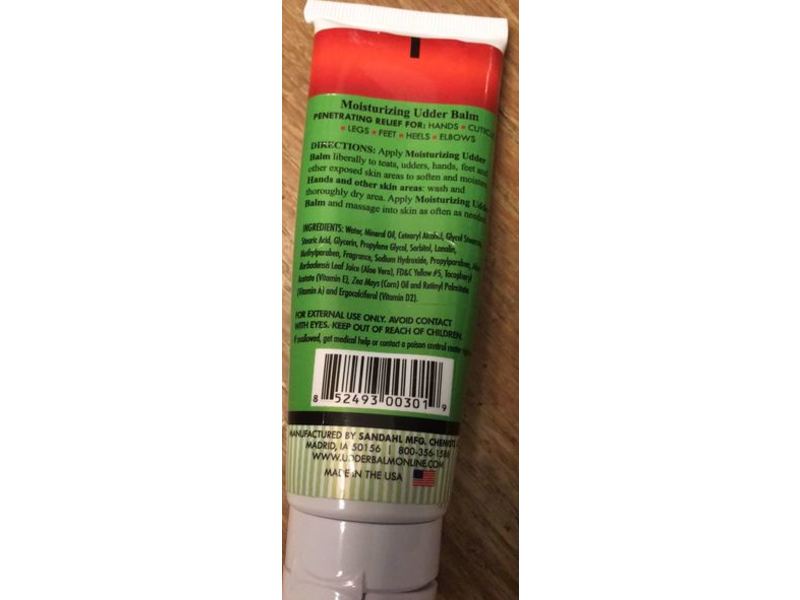 Moisturizing Udder Balm
PENETRATING RELIEF FOR: HANDS • CUTICL
• LEGS • FEET • HEELS • ELBOWS
DIRECTIONS: Apply Moisturizing Udder
Balm liberally to teats, udders, hands, feet and
other exposed skin areas to soften and moisturize
Hands and other skin areas: wash and
thoroughly dry area. Apply Moisturizing Udder
Balm and massage into skin as often as needed
INGREDIENTS: Water, Mineral Oil, Cetearyl Alcohol, Glycol Stearate,
Stearic Acid, Glycerin, Propylene Glycol, Sorbitol, Lanolin,
Methylparaben, Fragrance, Sodium Hydroxide, Propylparaben, Aloe
Barbadensis Leaf Juice (Aloe Vera), FD&C Yellow #5, Tocopheryl
Acetate (Vitamin E), Zea Mays (Corn) Oil and Retinyl Palmitate
(Vitamin A) and Ergocalciferol (Vitamin D2).
FOR EXTERNAL USE ONLY. AVOID CONTACT
WITH EYES. KEEP OUT OF REACH OF CHILDREN.
If swallowed, get medical help or contact a poison control center
8 52493 00301 9
MANUFACTURED BY SANDAHL MFG. CHEMISTS
MADRID, IA 50156 | 800-356-15
WWW.UDDERBALMONLINE.COM
MADE IN THE USA